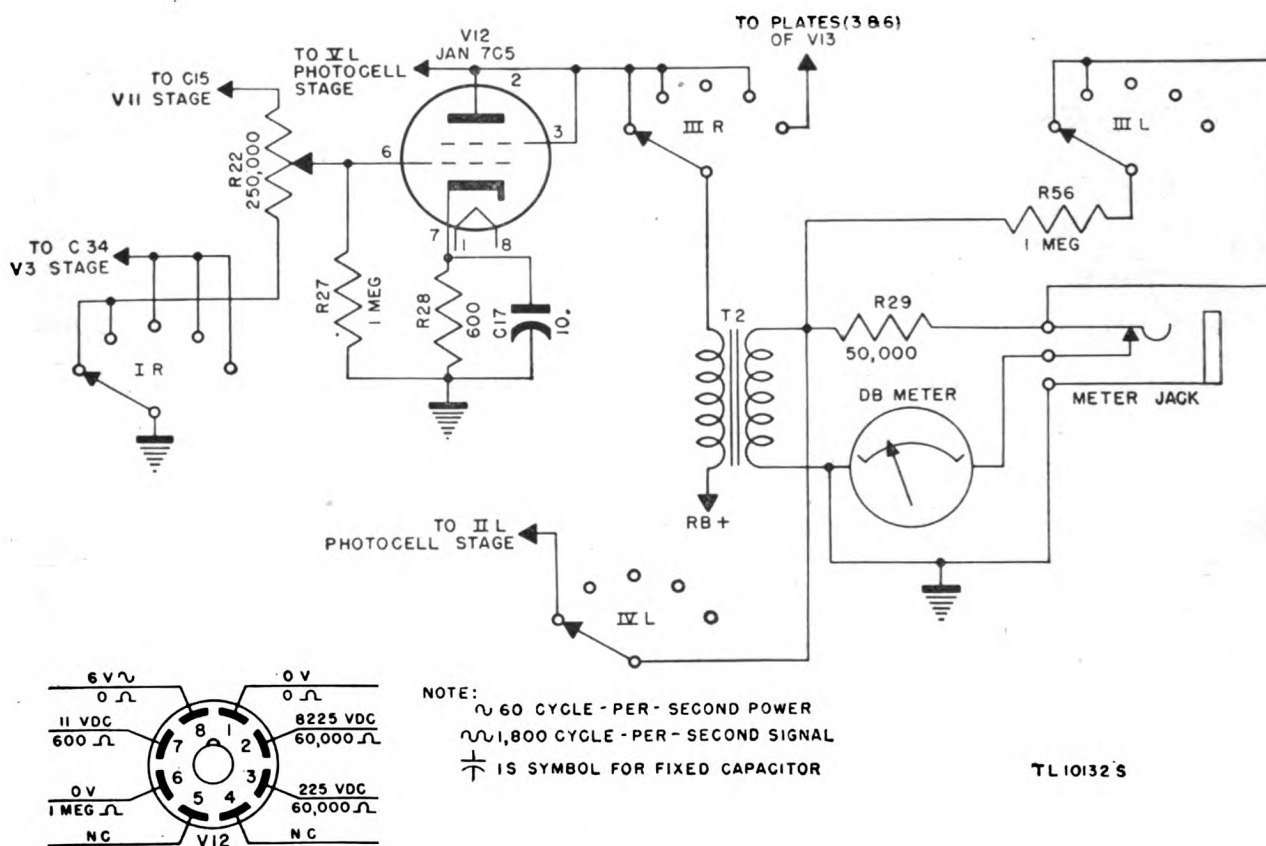 TO PLATES (3 & 6)
OF V13
V12
JAN 7C5
TO V L
PHOTOCELL
STAGE
2
TO C15
V11 STAGE
R22
250,000
6
3
III R
III L
7
1
8
R56
1 MEG
TO C 34
V3 STAGE
R27
1 MEG
R28
600
C17
10.
I R
T2
R29
50,000
DB METER
METER JACK
RB+
TO II L
PHOTOCELL STAGE
IV L
6 V ∿
0 Ω
0 V
0 Ω
11 VDC
600 Ω
8225 VDC
60,000 Ω
0 V
1 MEG Ω
225 VDC
60,000 Ω
NC
NC
8
1
7
2
6
3
5
4
V12
NOTE:
∿ 60 CYCLE-PER-SECOND POWER
∿∿ 1,800 CYCLE-PER-SECOND SIGNAL
IS SYMBOL FOR FIXED CAPACITOR
TL10132S